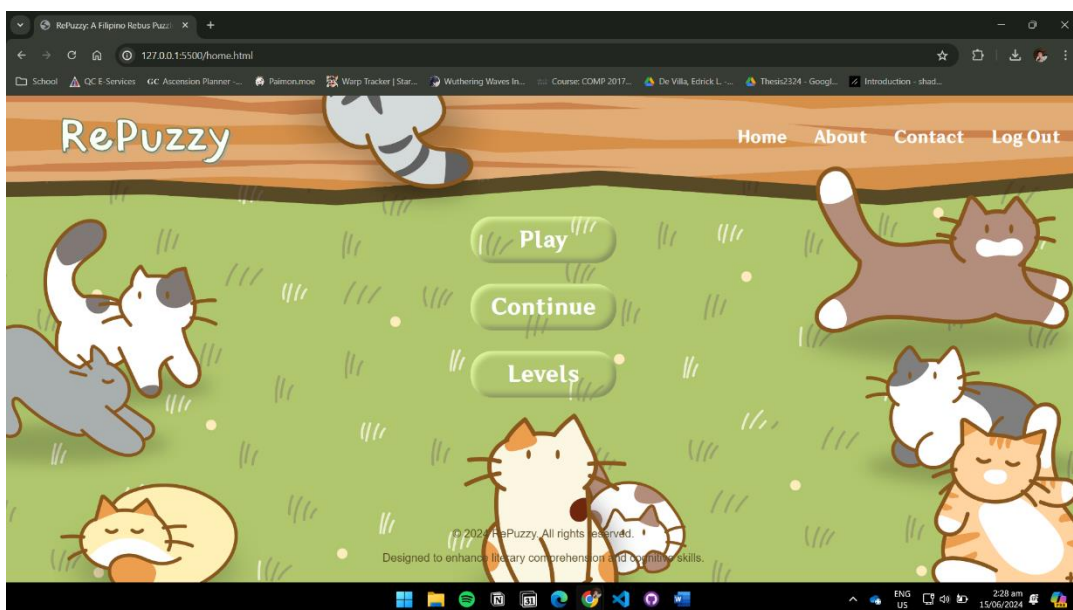 RePuzzy: A Filipino Rebus Puzzl
127.0.0.1:5500/home.html
School QC E-Services GC Ascension Planner -... Paimon.moe Warp Tracker | Star... Wuthering Waves In... Course: COMP 2017... De Villa, Edrick L. -... Thesis2324 - Googl... Introduction - shad...
RePuzzy Home About Contact Log Out
Play
Continue
Levels
© 2024 RePuzzy. All rights reserved.
Designed to enhance literary comprehension and cognitive skills.
ENG 2:28 am
US 15/06/2024